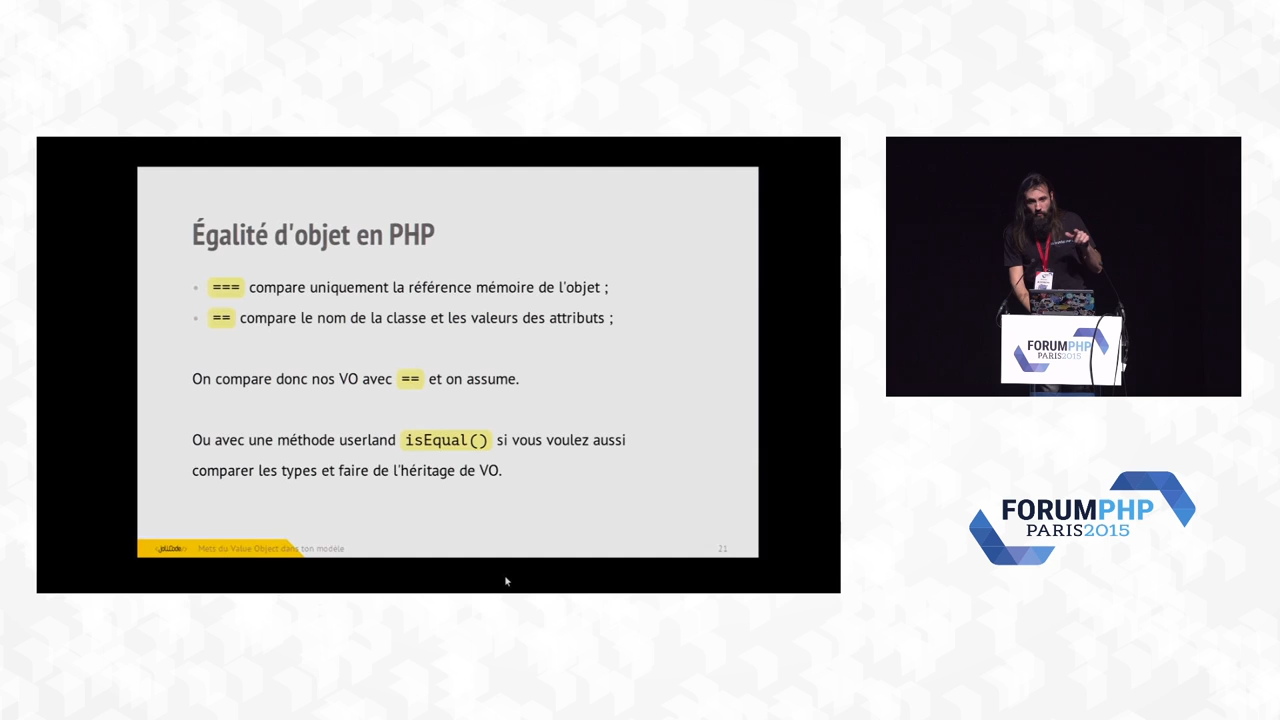 Égalité d'objet en PHP
=== compare uniquement la référence mémoire de l'objet ;
== compare le nom de la classe et les valeurs des attributs ;
On compare donc nos VO avec == et on assume.
Ou avec une méthode userland isEqual() si vous voulez aussi
comparer les types et faire de l'héritage de VO.
JoliCode
Mets du Value Object dans ton modèle
21
FORUMPHP
PARIS2015
FORUMPHP
PARIS2015